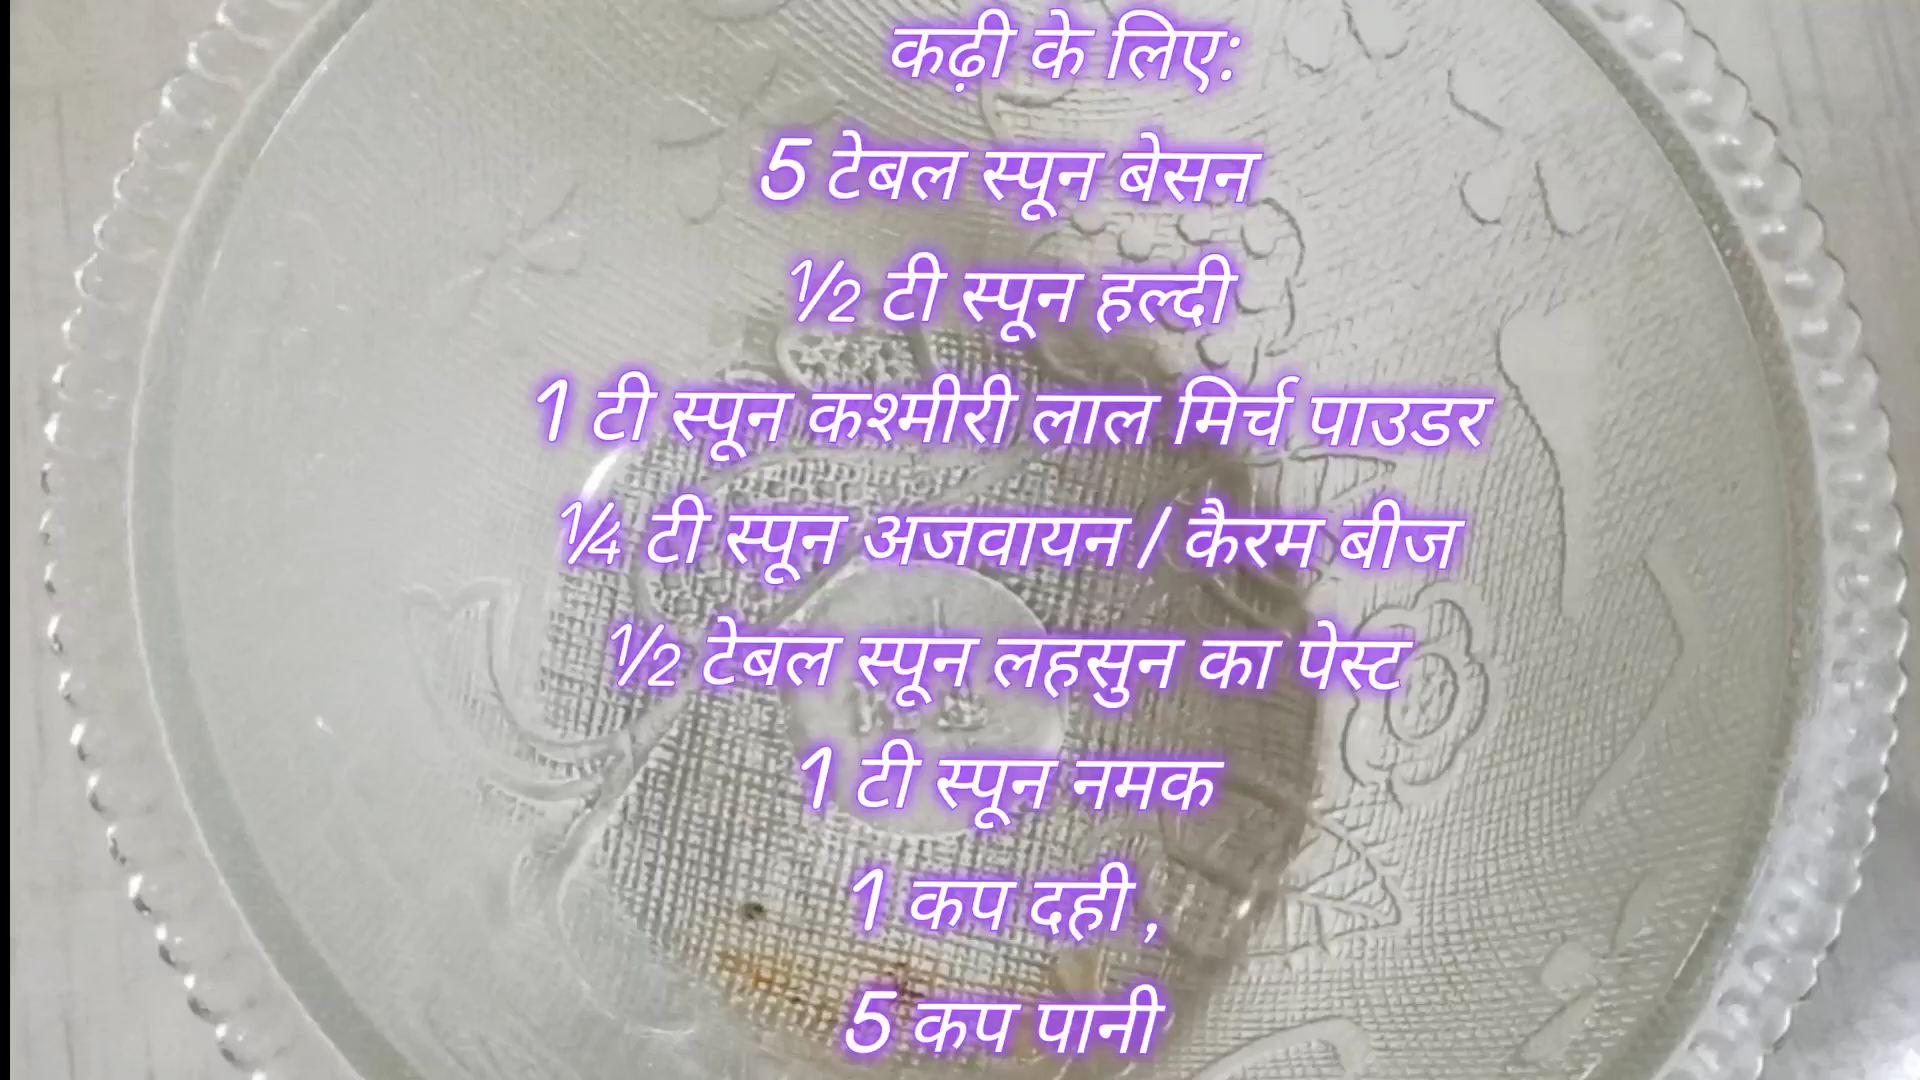 कढ़ी के लिए:
5 टेबल स्पून बेसन
½ टी स्पून हल्दी
1 टी स्पून कश्मीरी लाल मिर्च पाउडर
¼ टी स्पून अजवायन / कैरम बीज
½ टेबल स्पून लहसुन का पेस्ट
1 टी स्पून नमक
1 कप दही ,
5 कप पानी